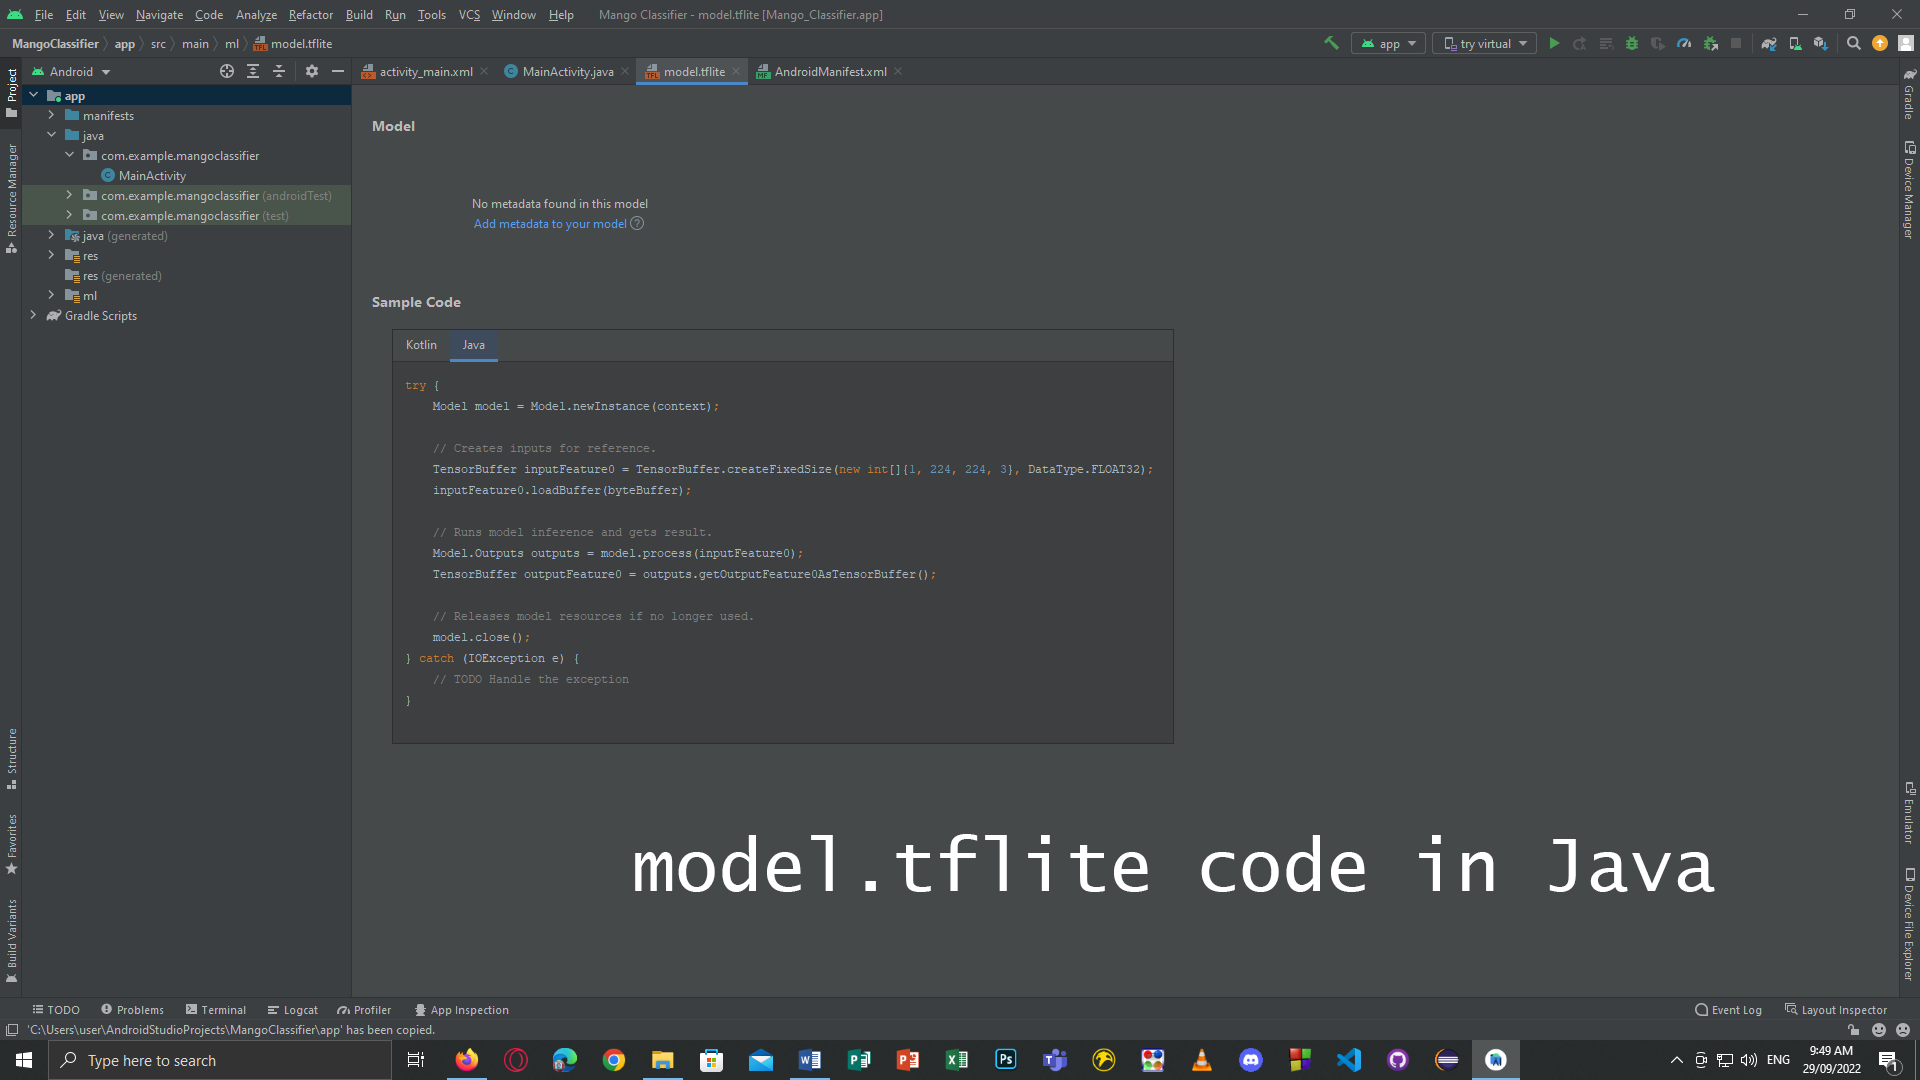 File Edit View Navigate Code Analyze Refactor Build Run Tools VCS Window Help Mango Classifier - model.tflite [Mango_Classifier.app]
MangoClassifier app src main ml model.tflite app try virtual
Android activity_main.xml MainActivity.java model.tflite AndroidManifest.xml
Project
Resource Manager
Structure
Favorites
Build Variants
app
manifests
java
com.example.mangoclassifier
MainActivity
com.example.mangoclassifier (androidTest)
com.example.mangoclassifier (test)
java (generated)
res
res (generated)
ml
Gradle Scripts
Model
No metadata found in this model
Add metadata to your model
Sample Code
Kotlin Java
try {
    Model model = Model.newInstance(context);
    // Creates inputs for reference.
    TensorBuffer inputFeature0 = TensorBuffer.createFixedSize(new int[]{1, 224, 224, 3}, DataType.FLOAT32);
    inputFeature0.loadBuffer(byteBuffer);
    // Runs model inference and gets result.
    Model.Outputs outputs = model.process(inputFeature0);
    TensorBuffer outputFeature0 = outputs.getOutputFeature0AsTensorBuffer();
    // Releases model resources if no longer used.
    model.close();
} catch (IOException e) {
    // TODO Handle the exception
}
model.tflite code in Java
Gradle
Device Manager
Emulator
Device File Explorer
TODO Problems Terminal Logcat Profiler App Inspection Event Log Layout Inspector
'C:\Users\user\AndroidStudioProjects\MangoClassifier\app' has been copied.
Type here to search
ENG
9:49 AM
29/09/2022
1